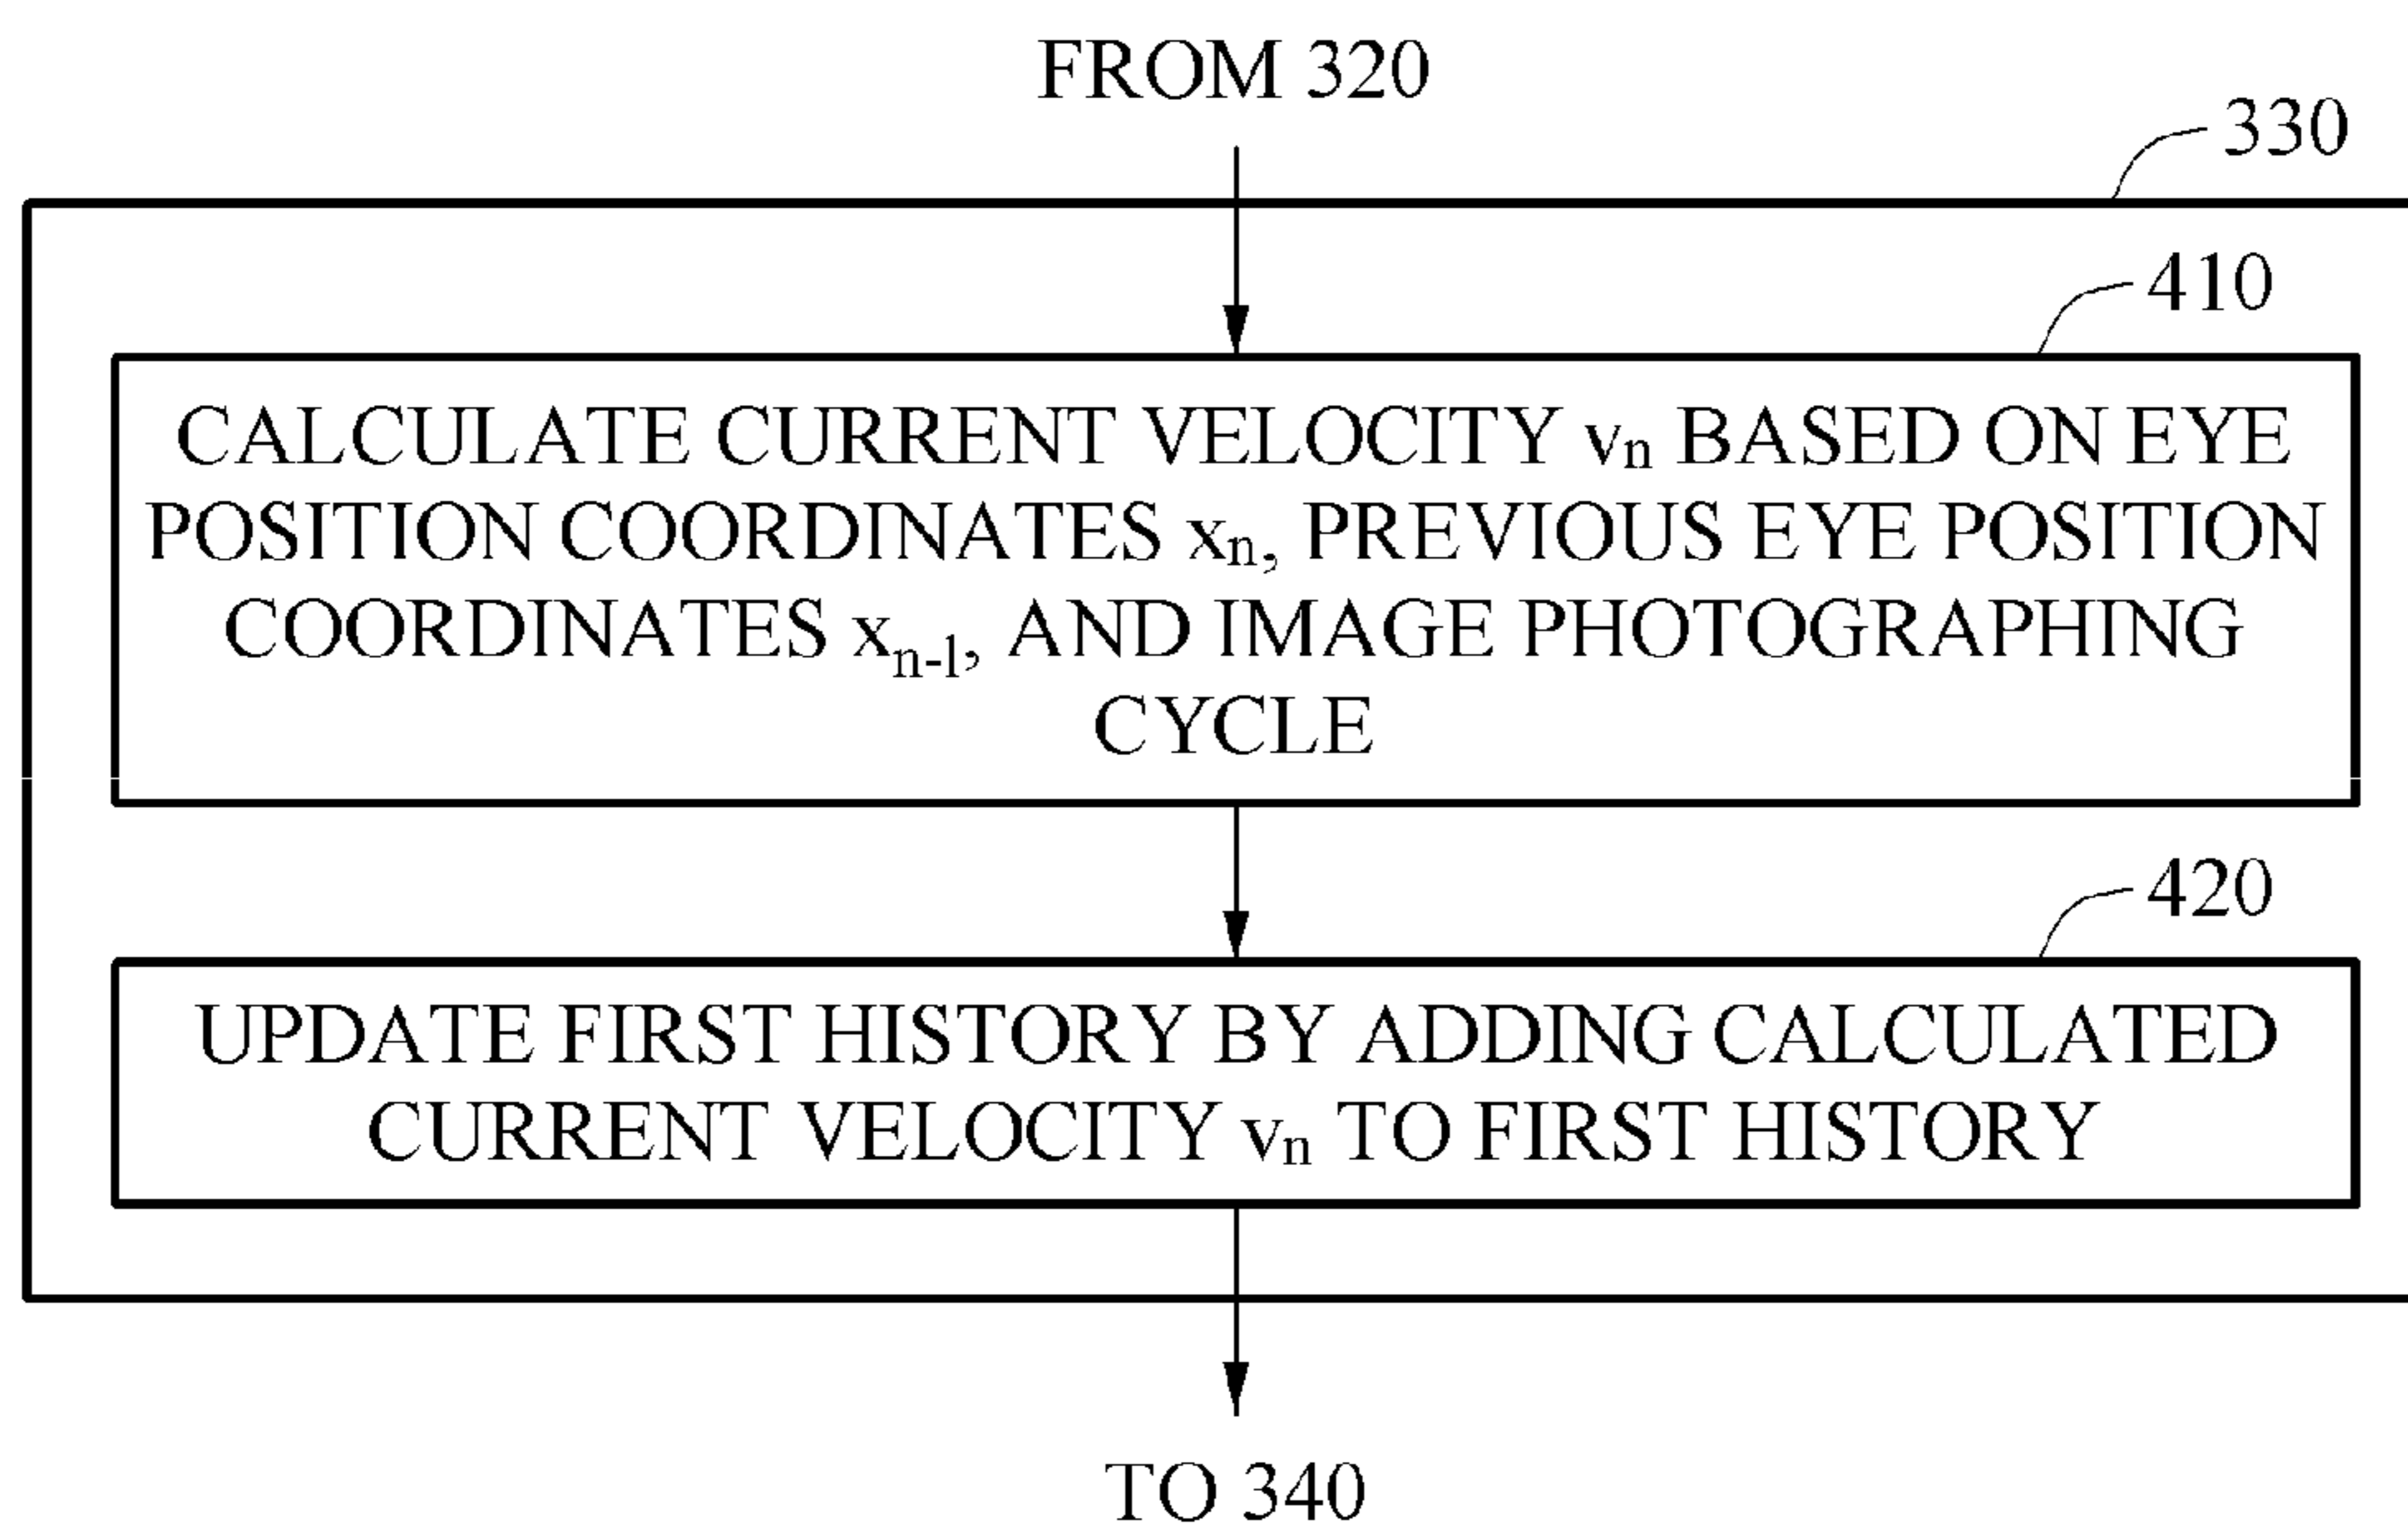 FROM 320
330
410
CALCULATE CURRENT VELOCITY vₙ BASED ON EYE
POSITION COORDINATES xₙ, PREVIOUS EYE POSITION
COORDINATES xₙ₋₁, AND IMAGE PHOTOGRAPHING
CYCLE
420
UPDATE FIRST HISTORY BY ADDING CALCULATED
CURRENT VELOCITY vₙ TO FIRST HISTORY
TO 340